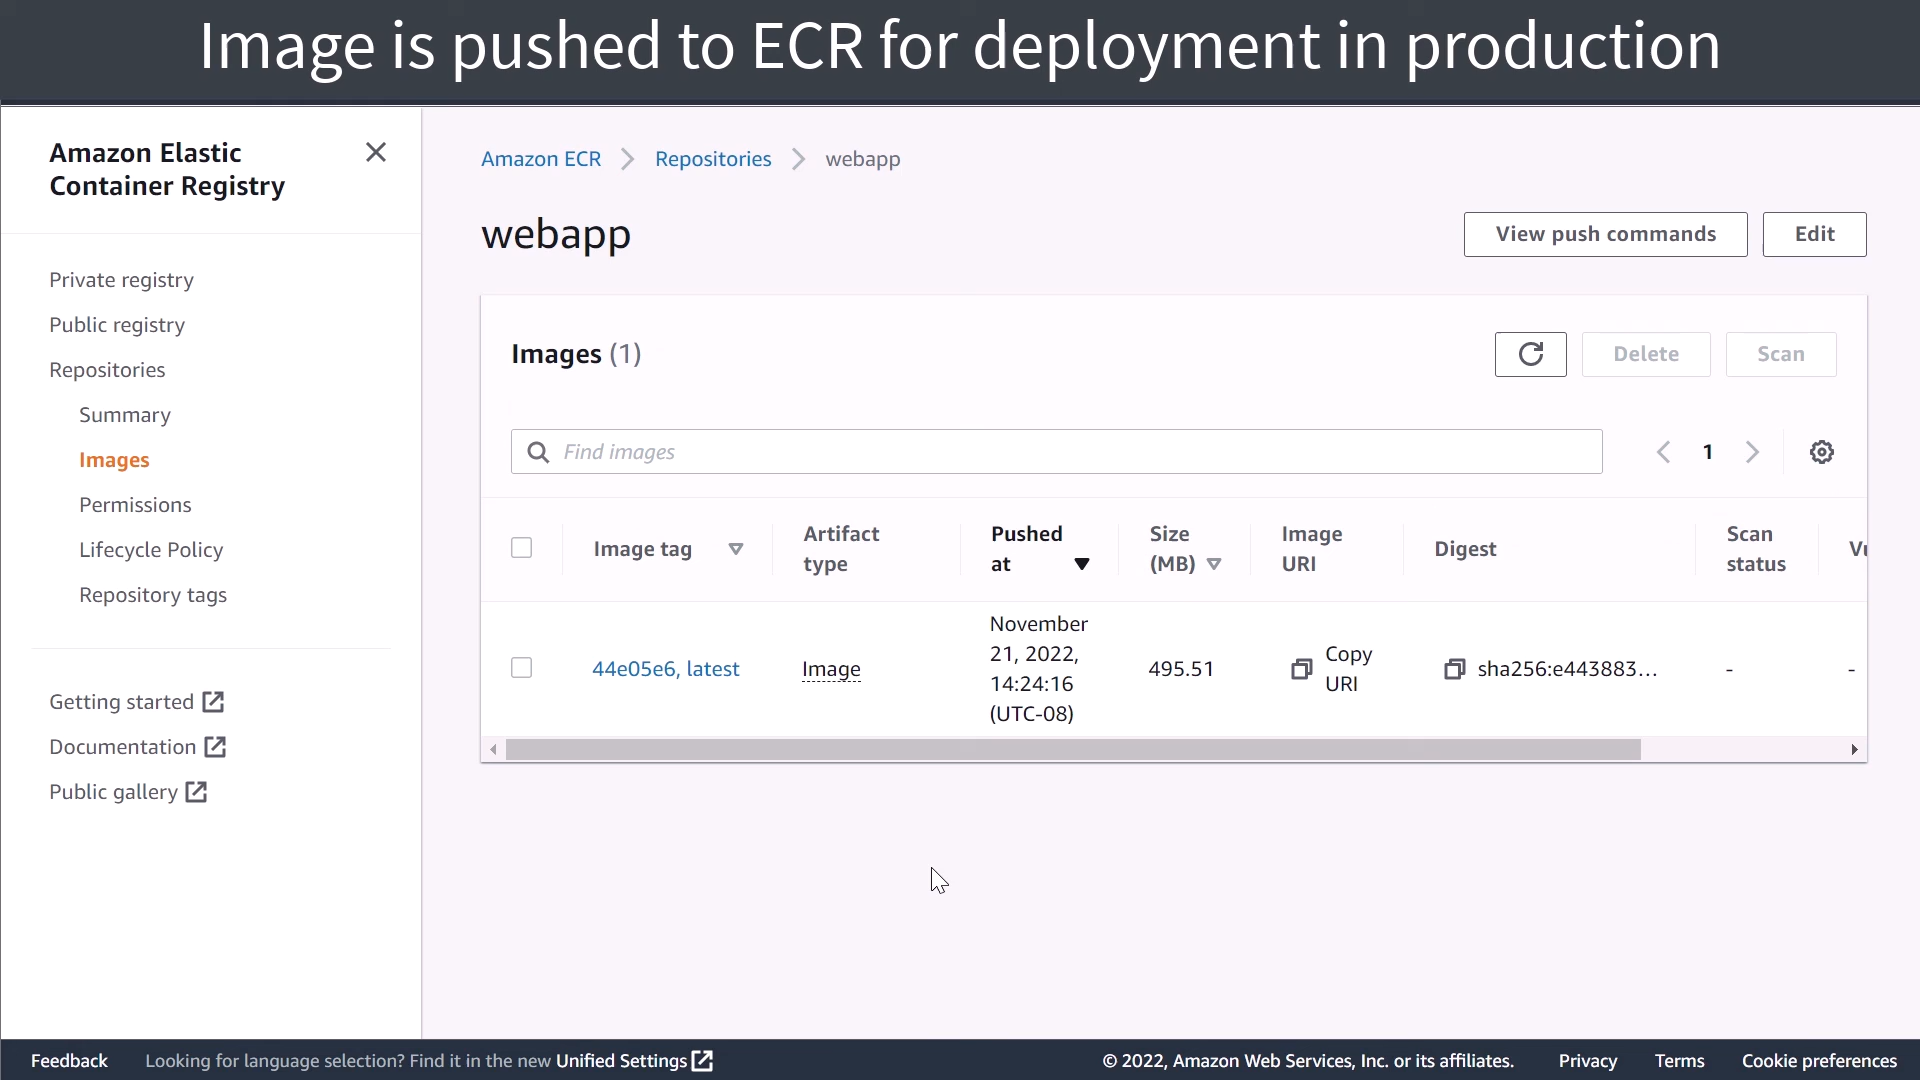 Image is pushed to ECR for deployment in production
Amazon Elastic
Container Registry
Private registry
Public registry
Repositories
Summary
Images
Permissions
Lifecycle Policy
Repository tags
Getting started
Documentation
Public gallery
Amazon ECR
Repositories
webapp
webapp
View push commands
Edit
Images (1)
Delete
Scan
Find images
1
Image tag
Artifact
type
Pushed
at
Size
(MB)
Image
URI
Digest
Scan
status
44e05e6, latest
Image
November
21, 2022,
14:24:16
(UTC-08)
495.51
Copy
URI
sha256:e443883...
-
-
Feedback
Looking for language selection? Find it in the new Unified Settings
© 2022, Amazon Web Services, Inc. or its affiliates.
Privacy
Terms
Cookie preferences